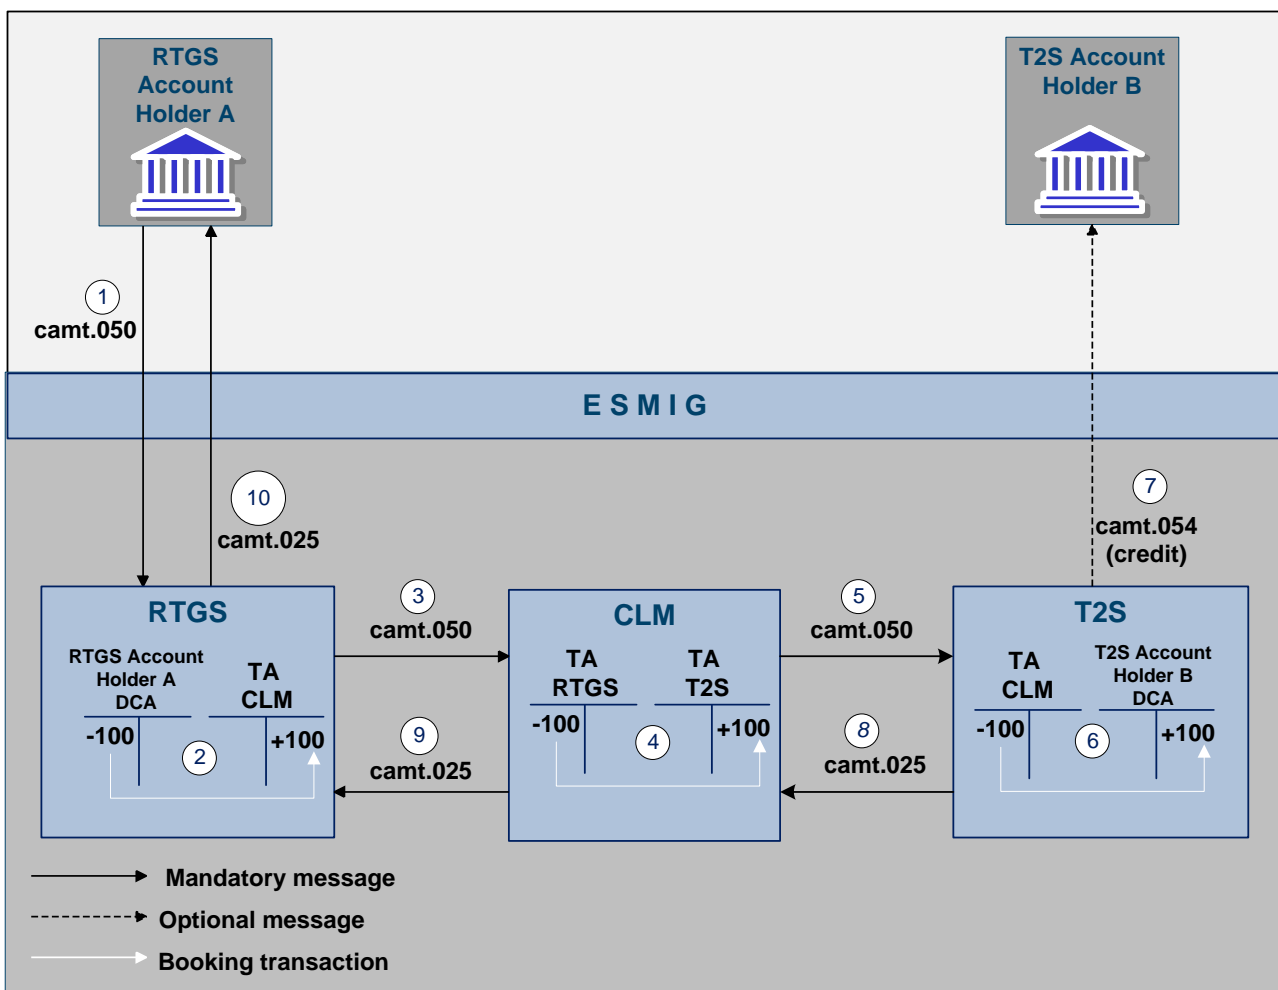 RTGS
Account
Holder A
T2S Account
Holder B
1
camt.050
E S M I G
10
camt.025
7
camt.054
(credit)
RTGS
RTGS Account
Holder A
DCA
TA
CLM
-100
+100
2
3
camt.050
9
camt.025
CLM
TA
RTGS
TA
T2S
-100
+100
4
5
camt.050
8
camt.025
T2S
TA
CLM
T2S Account
Holder B
DCA
-100
+100
6
Mandatory message
Optional message
Booking transaction